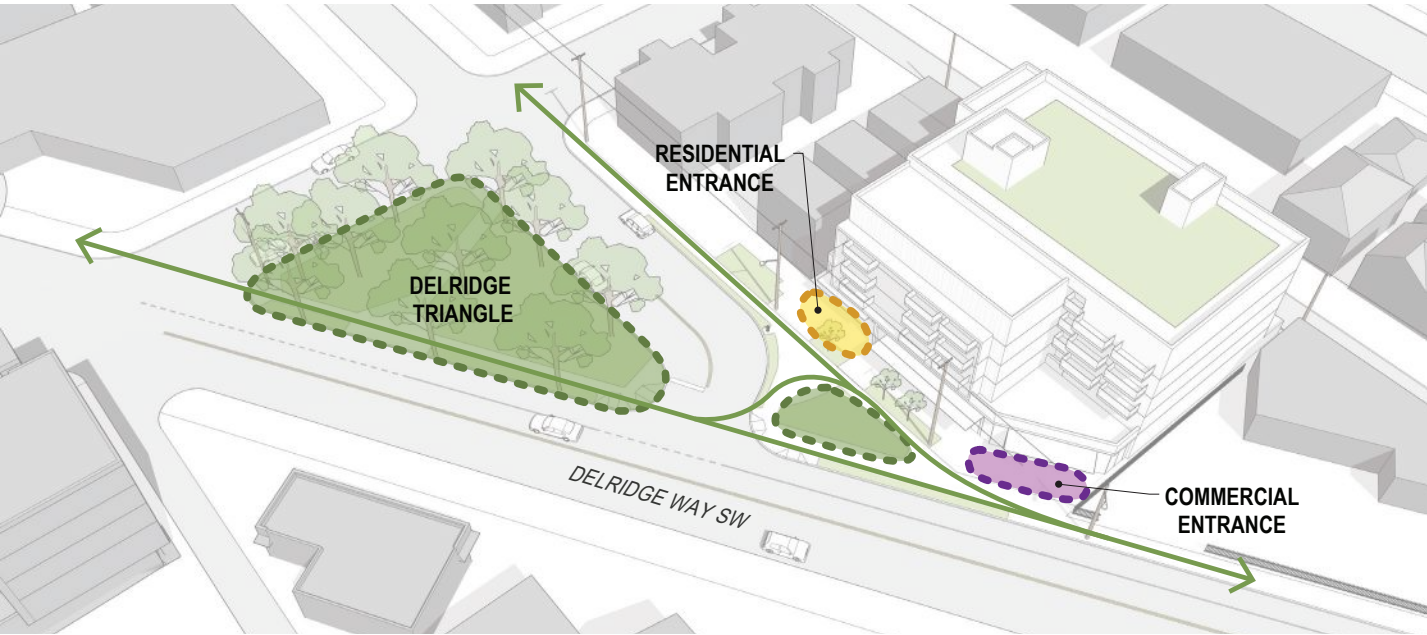 RESIDENTIAL
ENTRANCE
DELRIDGE
TRIANGLE
DELRIDGE WAY SW
COMMERCIAL
ENTRANCE